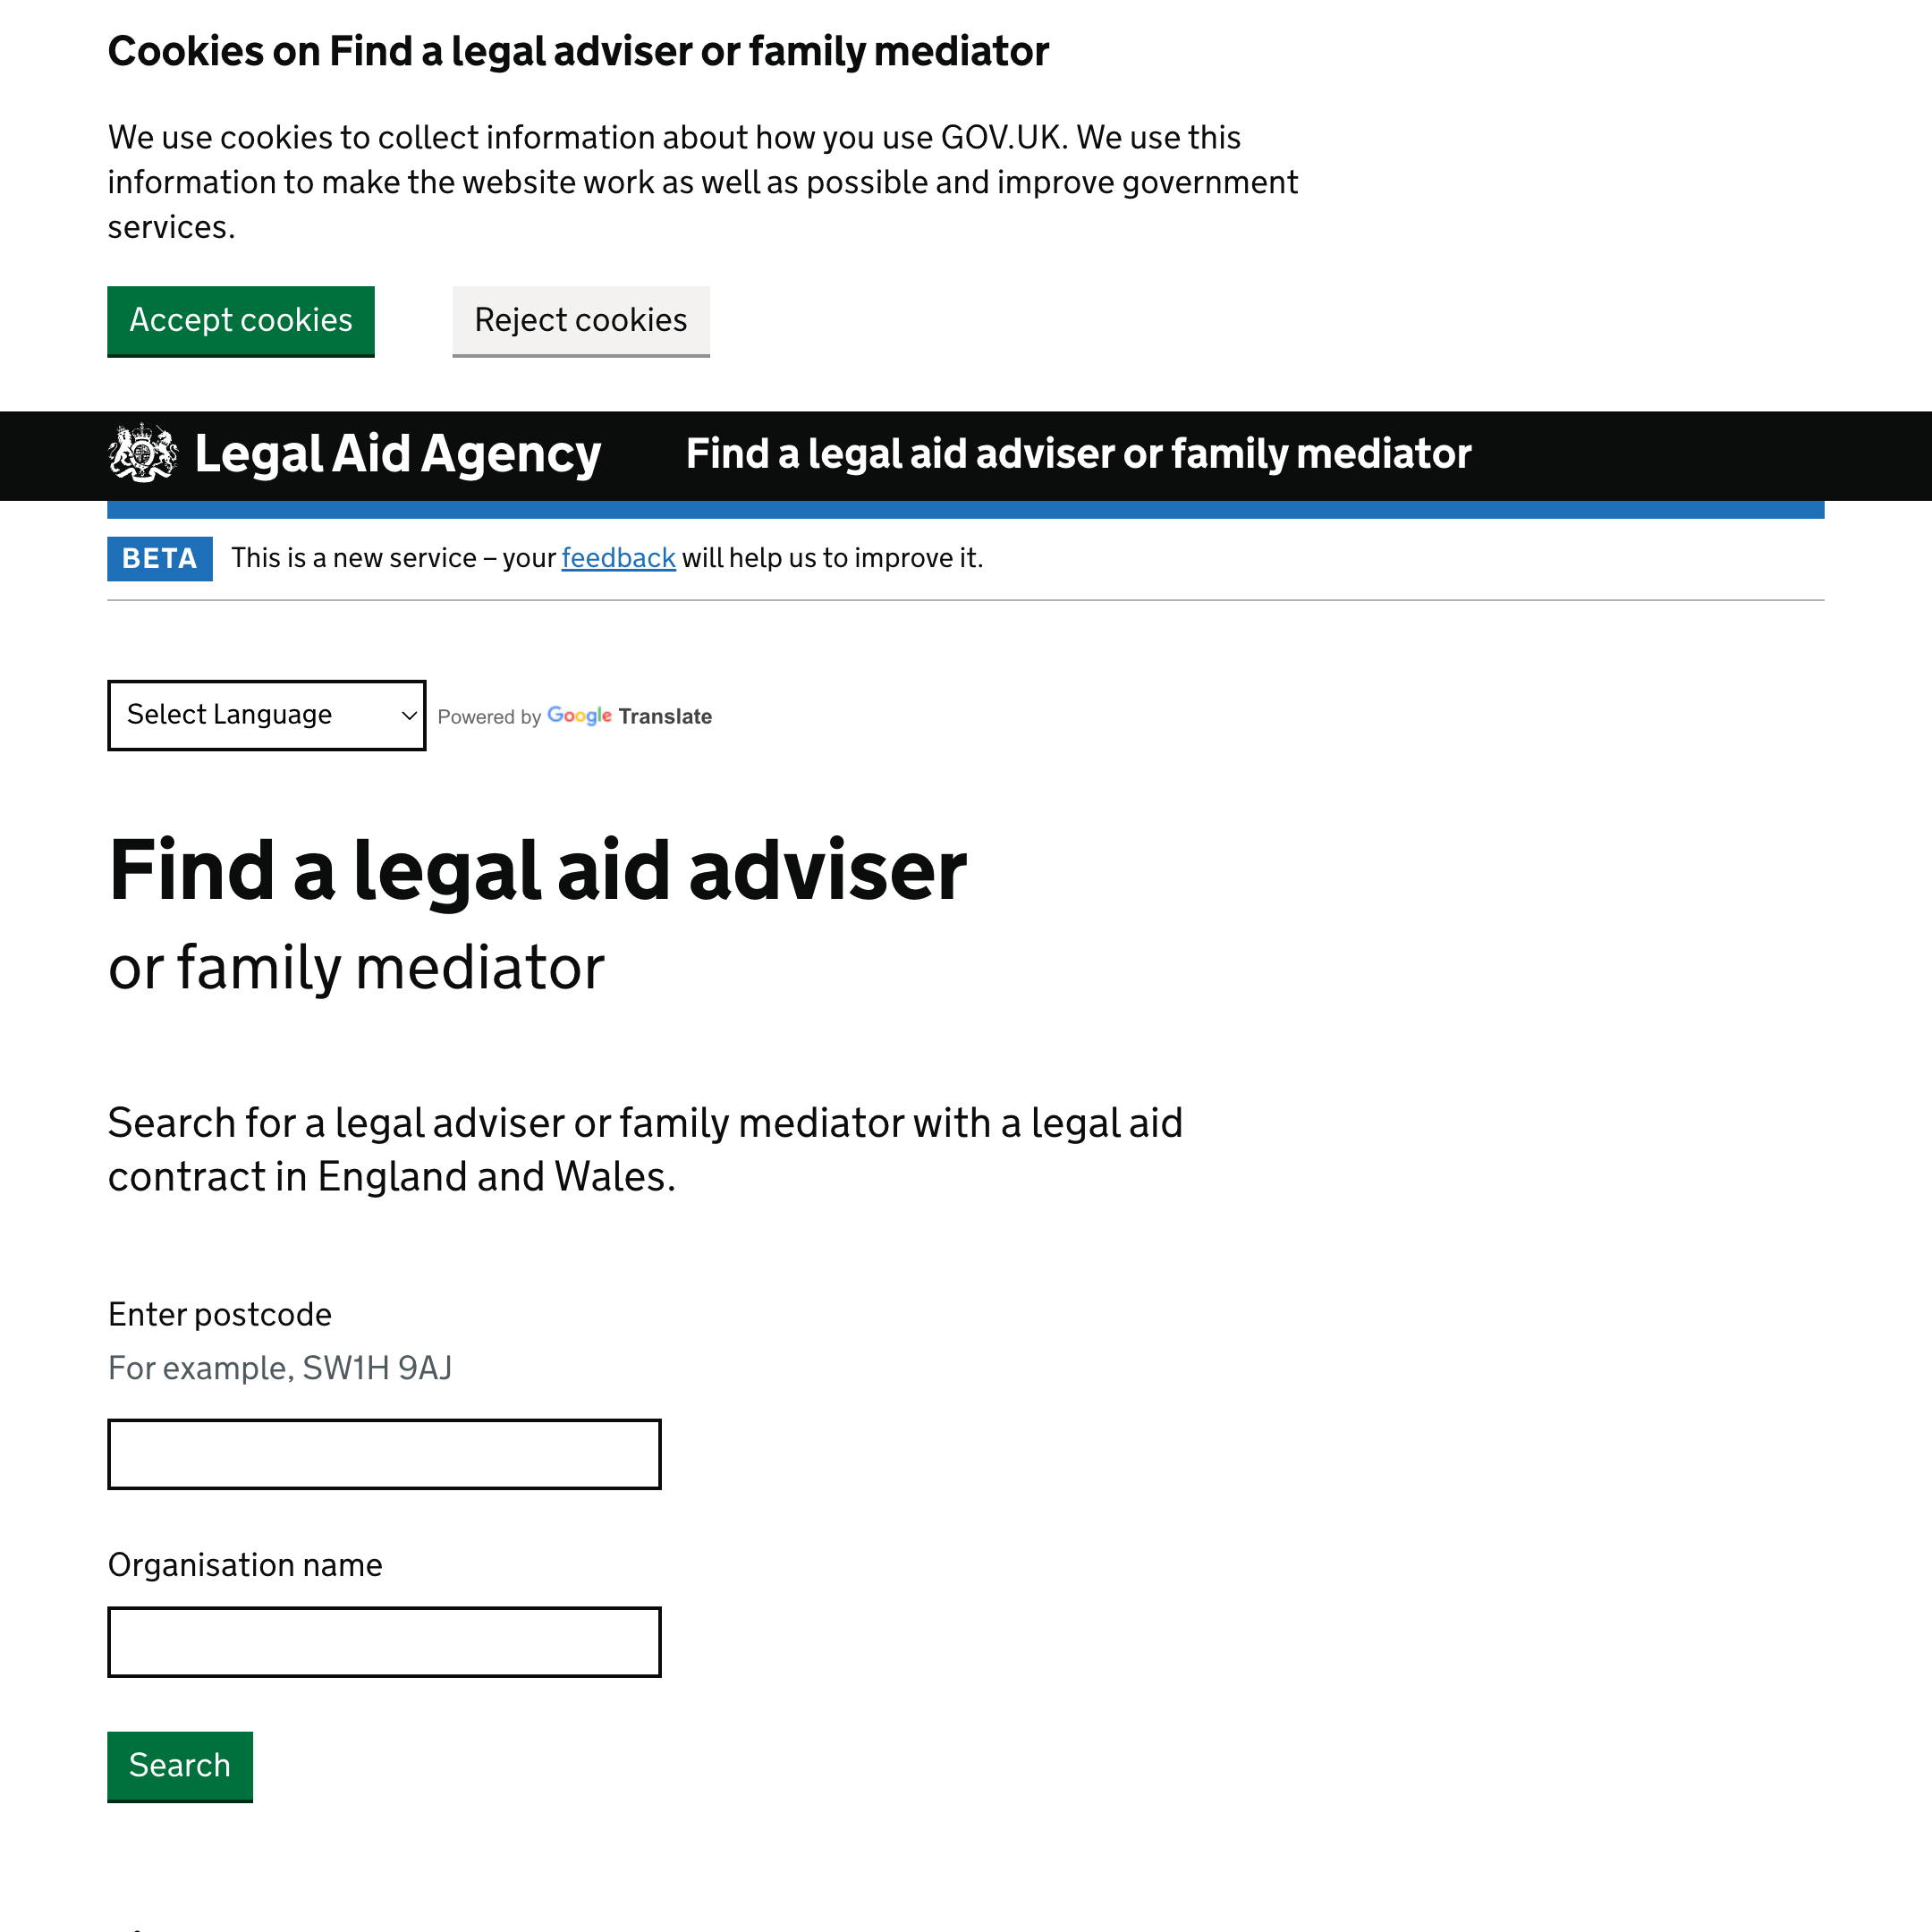 Cookies on Find a legal adviser or family mediator
We use cookies to collect information about how you use GOV.UK. We use this
information to make the website work as well as possible and improve government
services.
Accept cookies
Reject cookies
Legal Aid Agency
Find a legal aid adviser or family mediator
BETA
This is a new service – your feedback will help us to improve it.
Select Language
Powered by Google Translate
Find a legal aid adviser
or family mediator
Search for a legal adviser or family mediator with a legal aid
contract in England and Wales.
Enter postcode
For example, SW1H 9AJ
Organisation name
Search